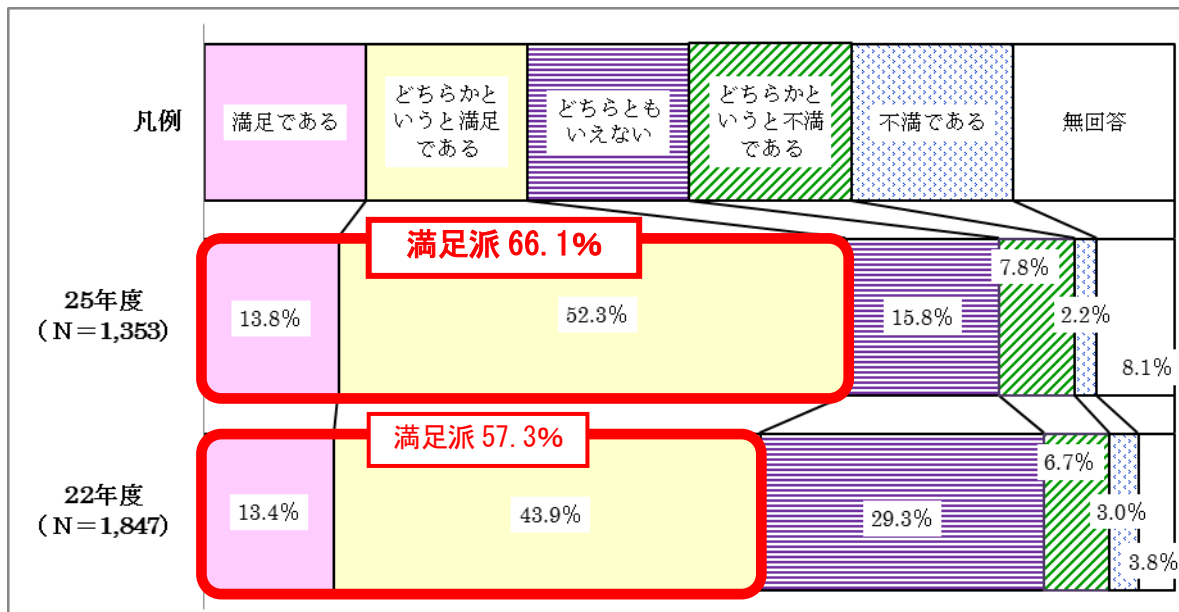 凡例
満足である
どちらかと
いうと満足
である
どちらとも
いえない
どちらかと
いうと不満
である
不満である
無回答
満足派 66.1%
25年度
（N＝1,353）
13.8%
52.3%
15.8%
7.8%
2.2%
8.1%
満足派 57.3%
22年度
（N＝1,847）
13.4%
43.9%
29.3%
6.7%
3.0%
3.8%